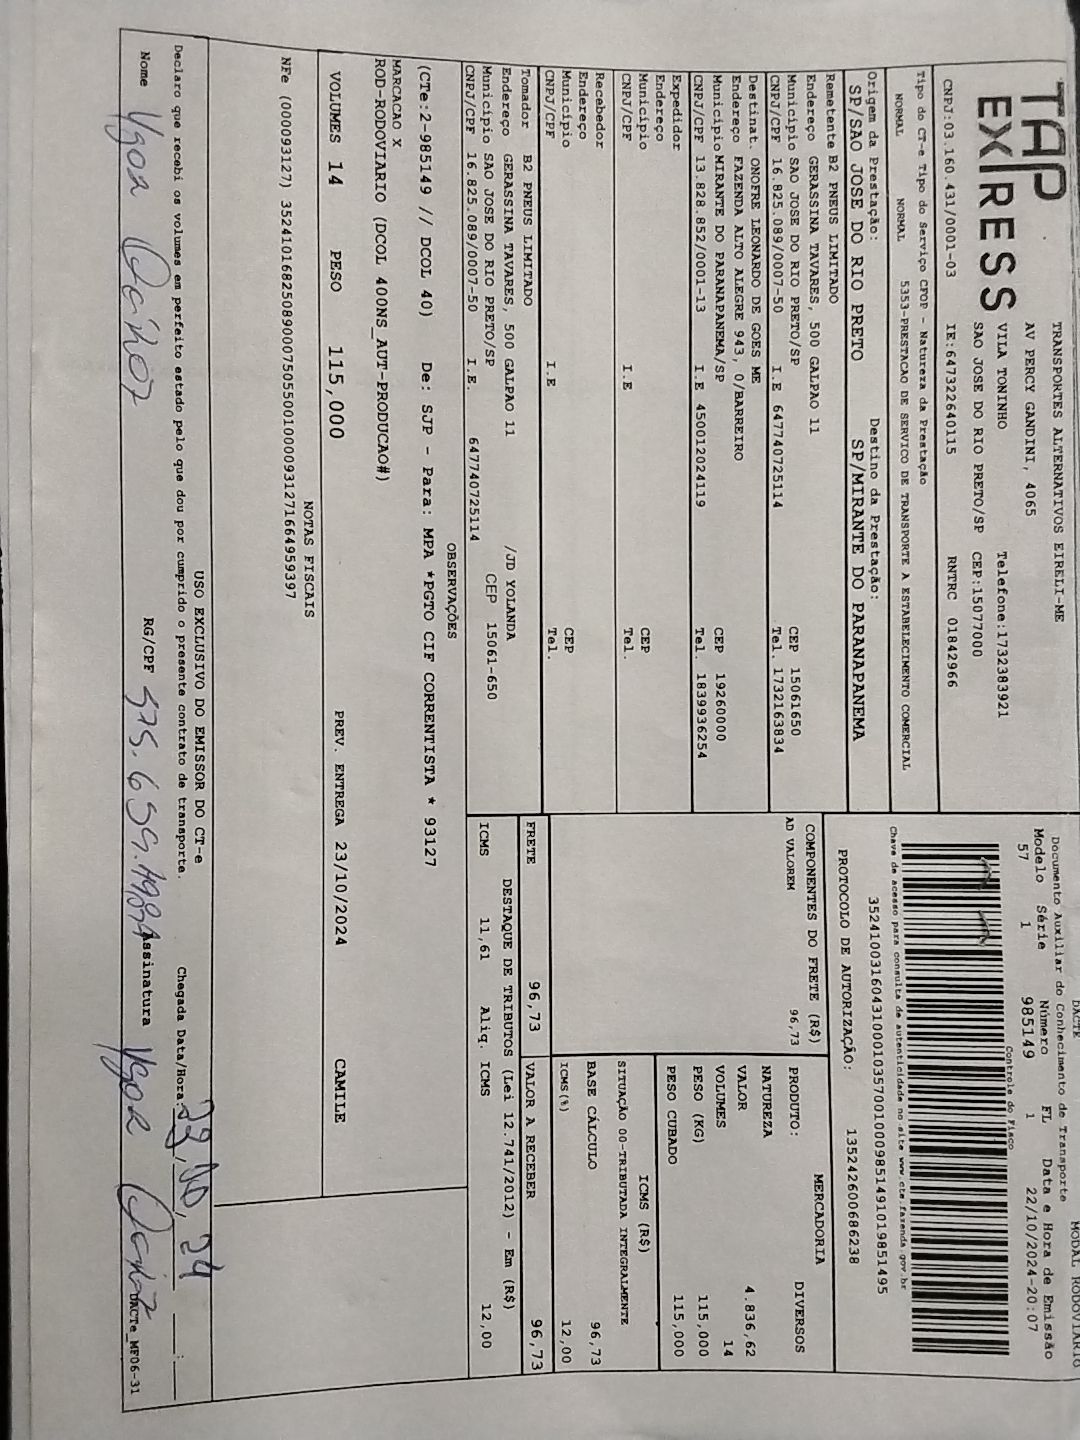 TAP EXPRESS
TRANSPORTES ALTERNATIVOS EIRELI-ME
AV PERCY GANDINI, 4065
VILA TONINHO Telefone:1732383921
SAO JOSE DO RIO PRETO/SP CEP:15077000
CNPJ:03.160.431/0001-03 IE:647322640115 RNTRC 01842966
DACTE MODAL RODOVIARIO
Documento Auxiliar do Conhecimento de Transporte
Modelo Série Número FL Data e Hora de Emissão
57 1 985149 1 22/10/2024-20:07
Controle do Fisco
Chave de acesso para consulta de autenticidade no site www.cte.fazenda.gov.br
35241003160431000103570010009851491019851495
PROTOCOLO DE AUTORIZAÇÃO: 135242600686238
Tipo do CT-e Tipo do Serviço CFOP - Natureza da Prestação
NORMAL NORMAL 5353-PRESTACAO DE SERVICO DE TRANSPORTE A ESTABELECIMENTO COMERCIAL
Origem da Prestação: Destino da Prestação:
SP/SAO JOSE DO RIO PRETO SP/MIRANTE DO PARANAPANEMA
Remetente B2 PNEUS LIMITADO
Endereço GERASSINA TAVARES, 500 GALPAO 11
Municipio SAO JOSE DO RIO PRETO/SP CEP 15061650
CNPJ/CPF 16.825.089/0007-50 I.E 647740725114 Tel. 1732163834
Destinat. ONOFRE LEONARDO DE GOES ME
Endereço FAZENDA ALTO ALEGRE 943, 0/BARREIRO
Municipio MIRANTE DO PARANAPANEMA/SP CEP 19260000
CNPJ/CPF 13.828.852/0001-13 I.E 450012024119 Tel. 1839936254
Expedidor
Endereço
Municipio CEP
CNPJ/CPF I.E Tel.
Recebedor
Endereço
Municipio CEP
CNPJ/CPF I.E Tel.
Tomador B2 PNEUS LIMITADO
Endereço GERASSINA TAVARES, 500 GALPAO 11 /JD YOLANDA
Municipio SAO JOSE DO RIO PRETO/SP CEP 15061-650
CNPJ/CPF 16.825.089/0007-50 I.E. 647740725114
COMPONENTES DO FRETE (R$)
AD VALOREM 96,73
MERCADORIA
PRODUTO: DIVERSOS
NATUREZA
VALOR 4.836,62
VOLUMES 14
PESO (KG) 115,000
PESO CUBADO 115,000
ICMS (R$)
SITUAÇÃO 00-TRIBUTADA INTEGRALMENTE
BASE CÁLCULO 96,73
ICMS(%) 12,00
FRETE 96,73 VALOR A RECEBER 96,73
DESTAQUE DE TRIBUTOS (Lei 12.741/2012) - Em (R$)
ICMS 11,61 Aliq. ICMS 12,00
OBSERVAÇÕES
(CTe:2-985149 // DCOL 40) De: SJP - Para: MPA *PGTO CIF CORRENTISTA * 93127
MARCACAO X
ROD-RODOVIARIO (DCOL 400NS_AUT-PRODUCAO#)
VOLUMES 14 PESO 115,000 PREV. ENTREGA 23/10/2024 CAMILE
NOTAS FISCAIS
NFe (000093127) 35241016825089000750550010000931271664959397
USO EXCLUSIVO DO EMISSOR DO CT-e
Declaro que recebi os volumes em perfeito estado pelo que dou por cumprido o presente contrato de transporte. Chegada Data/Hora:
Nome Ygor RG/CPF Assinatura Ygor
DACTe_MF06-31